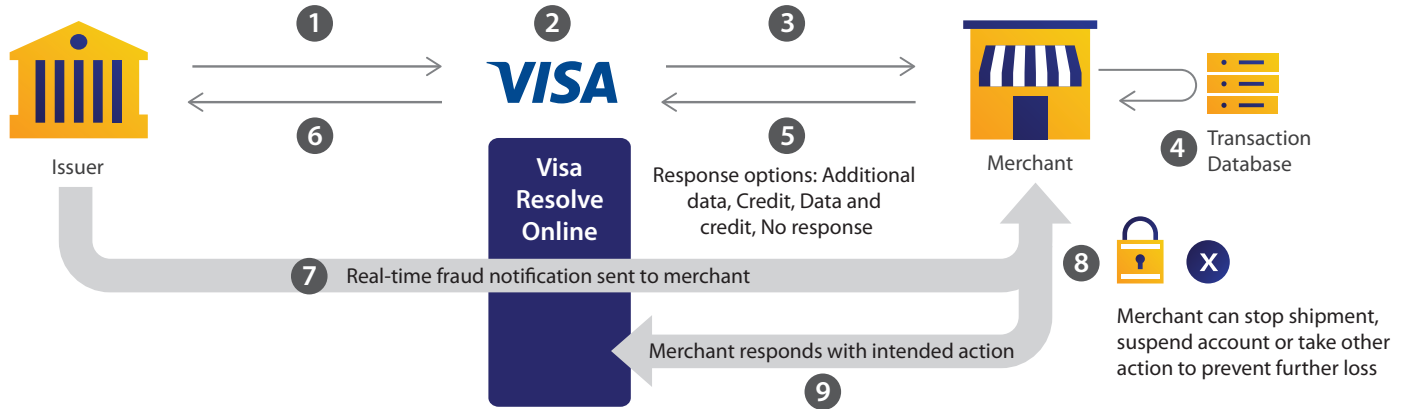 1
2
3
VISA
6
5
4
Transaction
Database
Issuer
Merchant
Visa
Resolve
Online
Response options: Additional
data, Credit, Data and
credit, No response
7 Real-time fraud notification sent to merchant
8
X
Merchant can stop shipment,
suspend account or take other
action to prevent further loss
Merchant responds with intended action
9